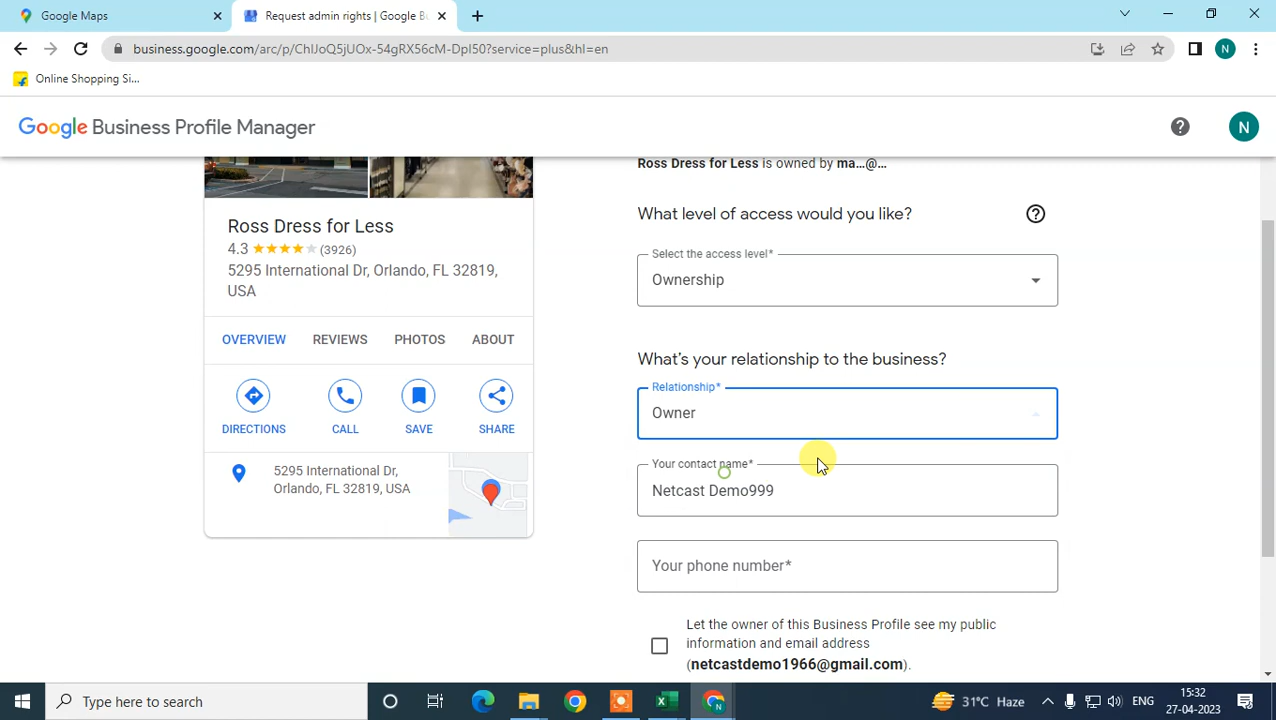 Google Maps
Request admin rights | Google Bu
business.google.com/arc/p/ChIJoQ5jUOx-54gRX56cM-DpI50?service=plus&hl=en
N
Online Shopping Si...
Google Business Profile Manager
N
Ross Dress for Less is owned by ma...@...
What level of access would you like?
Select the access level*
Ownership
Ross Dress for Less
4.3 (3926)
5295 International Dr, Orlando, FL 32819,
USA
OVERVIEW REVIEWS PHOTOS ABOUT
DIRECTIONS CALL SAVE SHARE
5295 International Dr,
Orlando, FL 32819, USA
What's your relationship to the business?
Relationship*
Owner
Your contact name*
Netcast Demo999
Your phone number*
Let the owner of this Business Profile see my public
information and email address
(netcastdemo1966@gmail.com).
Type here to search
31°C Haze
ENG
15:32
27-04-2023